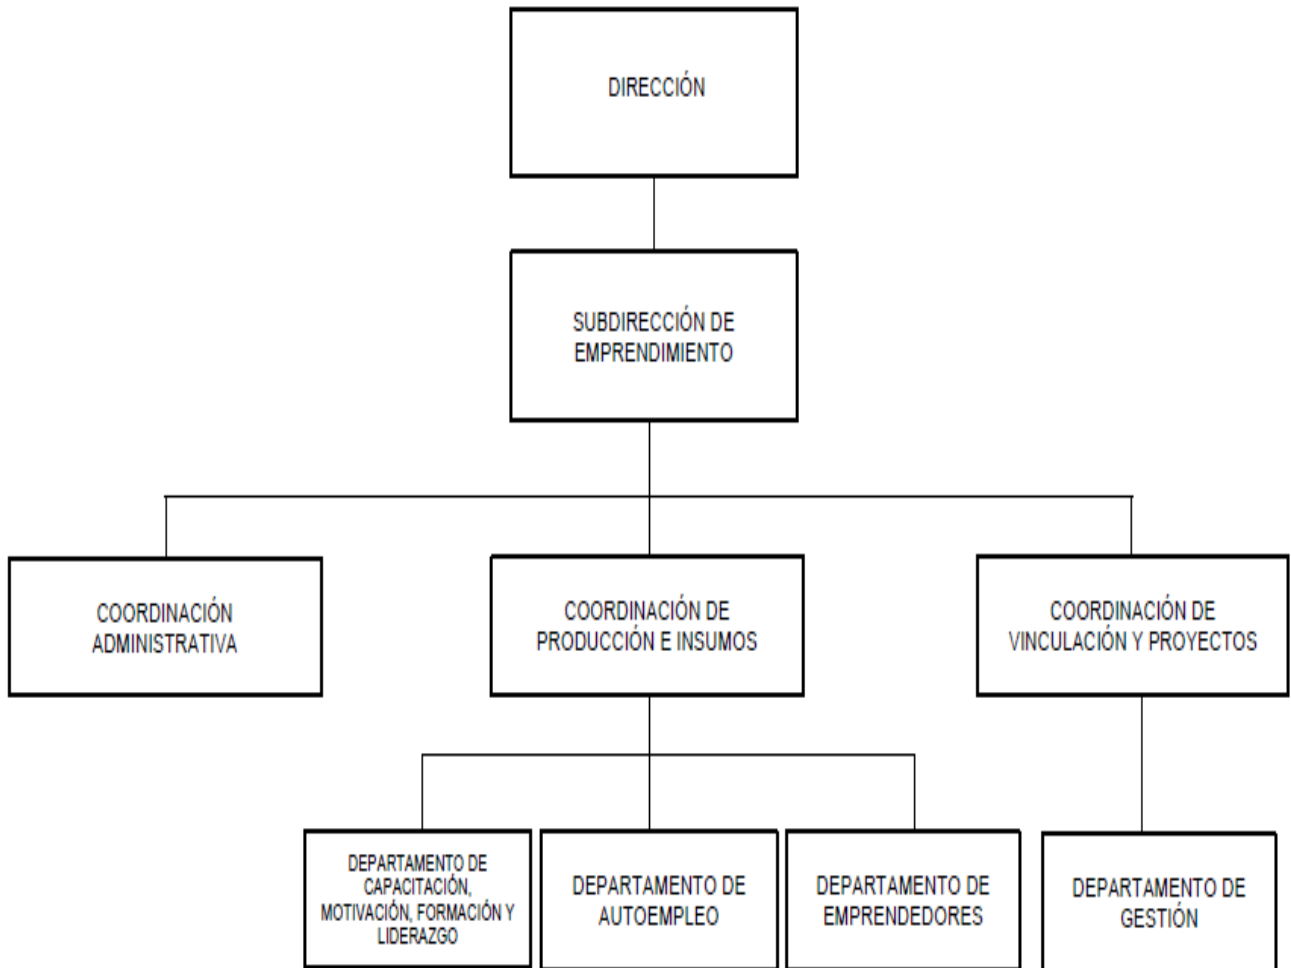 DIRECCIÓN
SUBDIRECCIÓN DE
EMPRENDIMIENTO
COORDINACIÓN
ADMINISTRATIVA
COORDINACIÓN DE
PRODUCCIÓN E INSUMOS
COORDINACIÓN DE
VINCULACIÓN Y PROYECTOS
DEPARTAMENTO DE
CAPACITACIÓN,
MOTIVACIÓN, FORMACIÓN Y
LIDERAZGO
DEPARTAMENTO DE
AUTOEMPLEO
DEPARTAMENTO DE
EMPRENDEDORES
DEPARTAMENTO DE
GESTIÓN